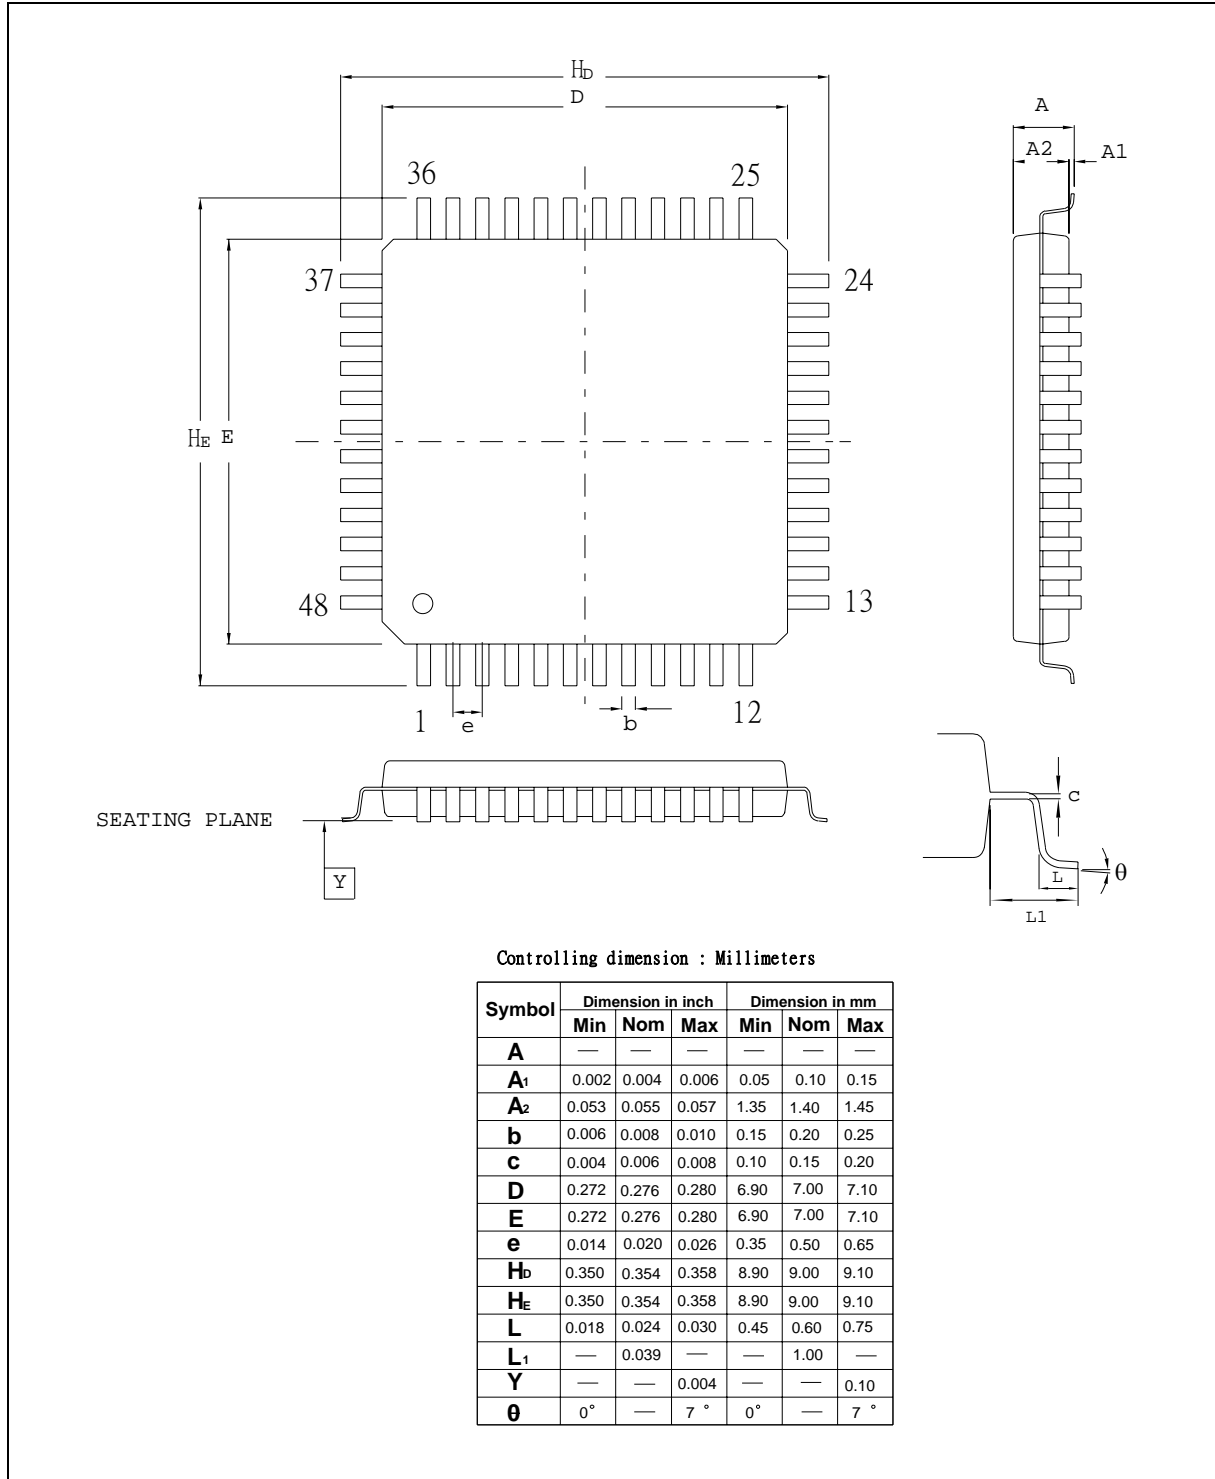 HD
D
A
A2 A1
36 25
37 24
HE E
48 13
1 e b 12
SEATING PLANE
Y
c
L θ
L1
Controlling dimension : Millimeters
Symbol Dimension in inch Dimension in mm
Min Nom Max Min Nom Max
A — — — — — —
A1 0.002 0.004 0.006 0.05 0.10 0.15
A2 0.053 0.055 0.057 1.35 1.40 1.45
b 0.006 0.008 0.010 0.15 0.20 0.25
c 0.004 0.006 0.008 0.10 0.15 0.20
D 0.272 0.276 0.280 6.90 7.00 7.10
E 0.272 0.276 0.280 6.90 7.00 7.10
e 0.014 0.020 0.026 0.35 0.50 0.65
HD 0.350 0.354 0.358 8.90 9.00 9.10
HE 0.350 0.354 0.358 8.90 9.00 9.10
L 0.018 0.024 0.030 0.45 0.60 0.75
L1 — 0.039 — — 1.00 —
Y — — 0.004 — — 0.10
θ 0° — 7 ° 0° — 7 °